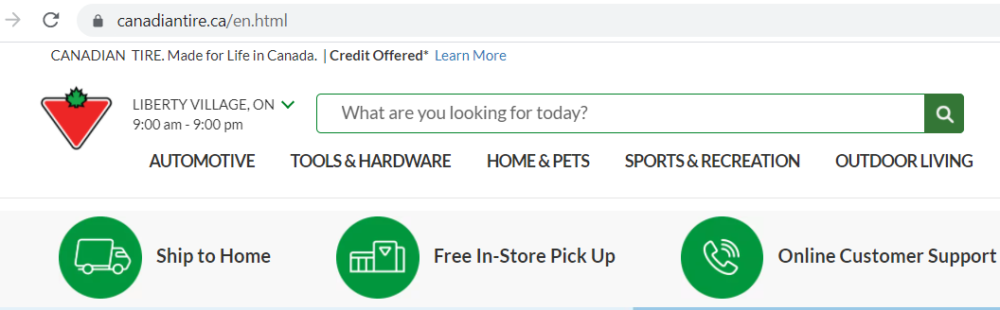 canadiantire.ca/en.html
CANADIAN TIRE. Made for Life in Canada. | Credit Offered* Learn More
LIBERTY VILLAGE, ON
9:00 am - 9:00 pm
What are you looking for today?
AUTOMOTIVE TOOLS & HARDWARE HOME & PETS SPORTS & RECREATION OUTDOOR LIVING
Ship to Home Free In-Store Pick Up Online Customer Support